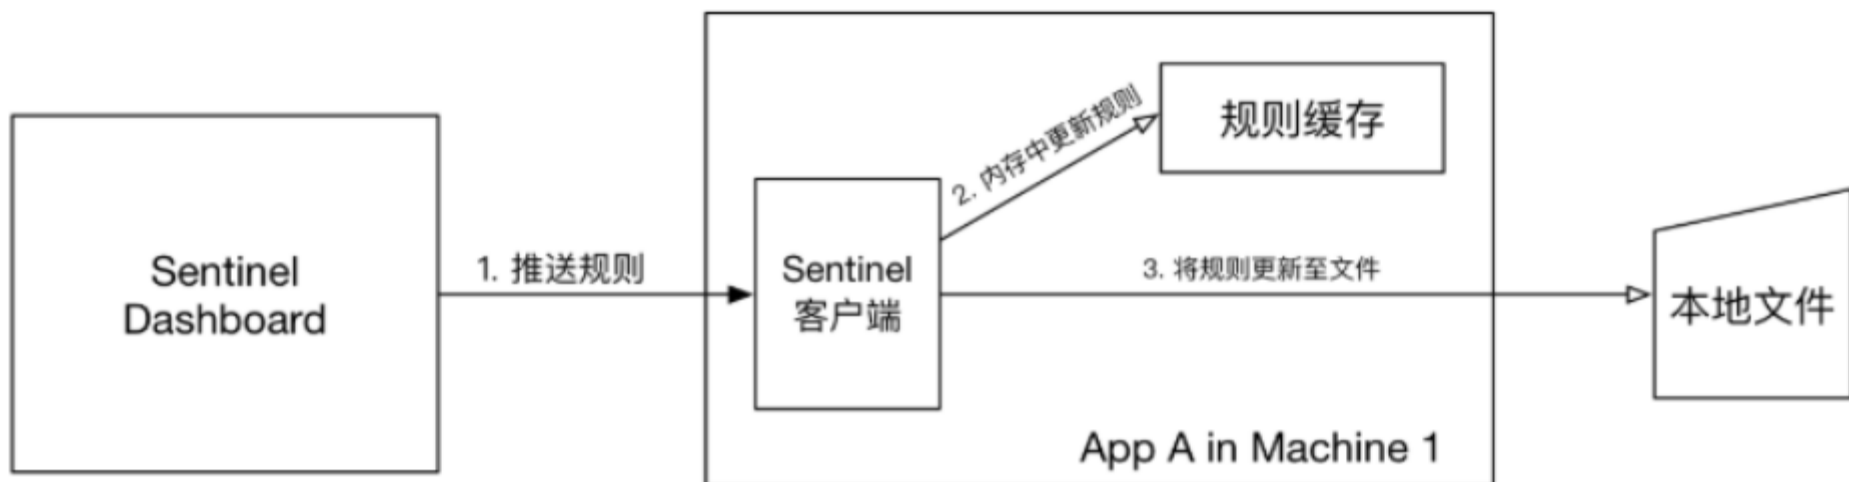 Sentinel
Dashboard
1. 推送规则
Sentinel
客户端
2. 内存中更新规则
规则缓存
3. 将规则更新至文件
本地文件
App A in Machine 1